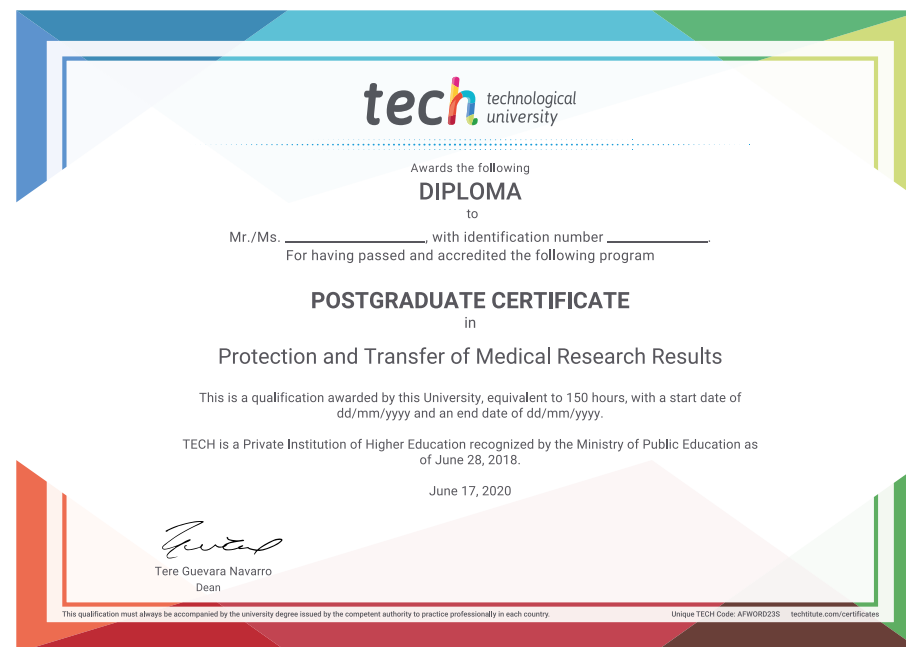 tech technological
university
Awards the following
DIPLOMA
to
Mr./Ms. ____________________, with identification number ______________.
For having passed and accredited the following program
POSTGRADUATE CERTIFICATE
in
Protection and Transfer of Medical Research Results
This is a qualification awarded by this University, equivalent to 150 hours, with a start date of
dd/mm/yyyy and an end date of dd/mm/yyyy.
TECH is a Private Institution of Higher Education recognized by the Ministry of Public Education as
of June 28, 2018.
June 17, 2020
Tere Guevara Navarro
Dean
This qualification must always be accompanied by the university degree issued by the competent authority to practice professionally in each country. Unique TECH Code: AFWORD23S techtitute.com/certificates